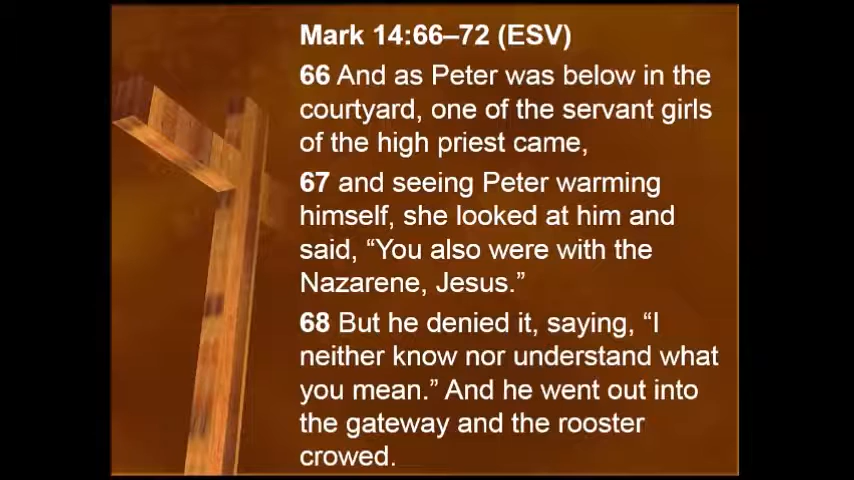 Mark 14:66–72 (ESV)
66 And as Peter was below in the
courtyard, one of the servant girls
of the high priest came,
67 and seeing Peter warming
himself, she looked at him and
said, “You also were with the
Nazarene, Jesus.”
68 But he denied it, saying, “I
neither know nor understand what
you mean.” And he went out into
the gateway and the rooster
crowed.